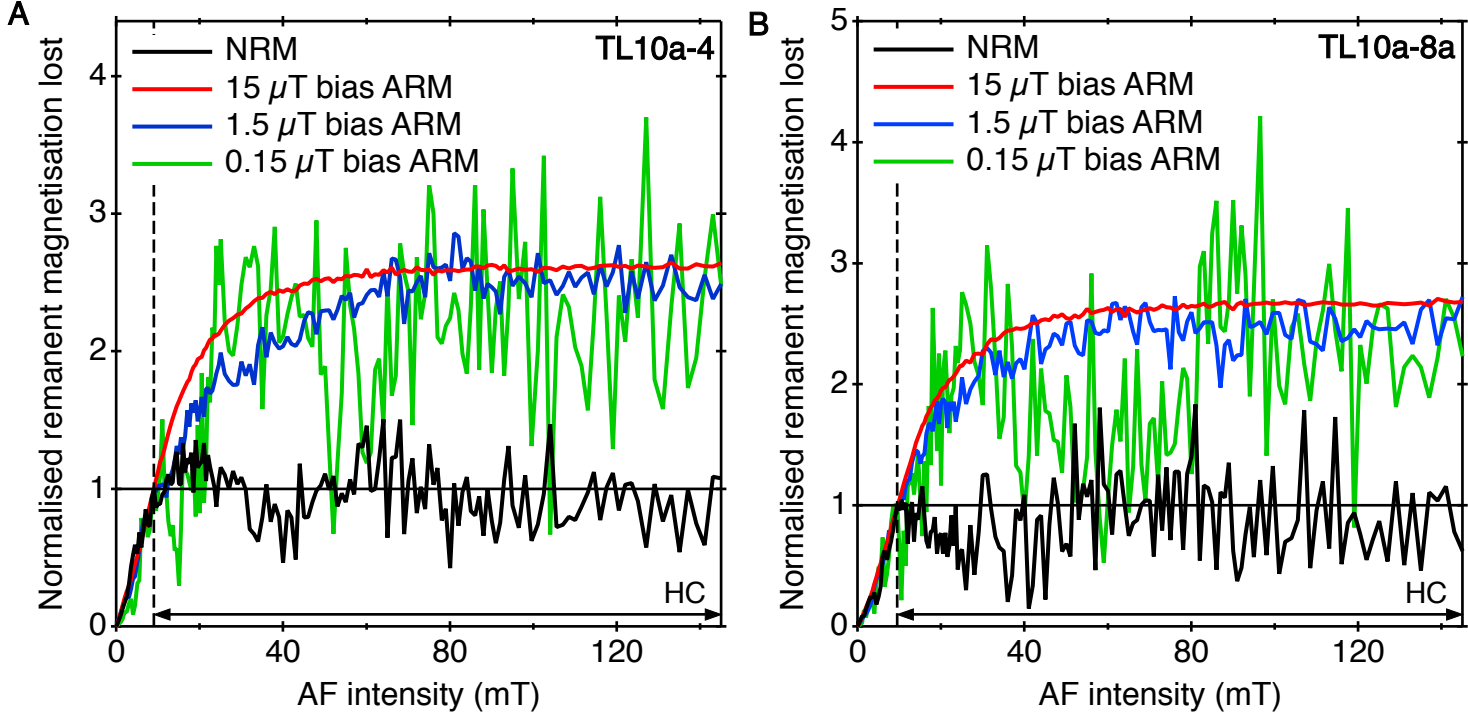 A
TL10a-4
NRM
15 µT bias ARM
1.5 µT bias ARM
0.15 µT bias ARM
Normalised remanent magnetisation lost
4
3
2
1
0
HC
0 40 80 120
AF intensity (mT)
B
TL10a-8a
NRM
15 µT bias ARM
1.5 µT bias ARM
0.15 µT bias ARM
Normalised remanent magnetisation lost
5
4
3
2
1
0
HC
0 40 80 120
AF intensity (mT)